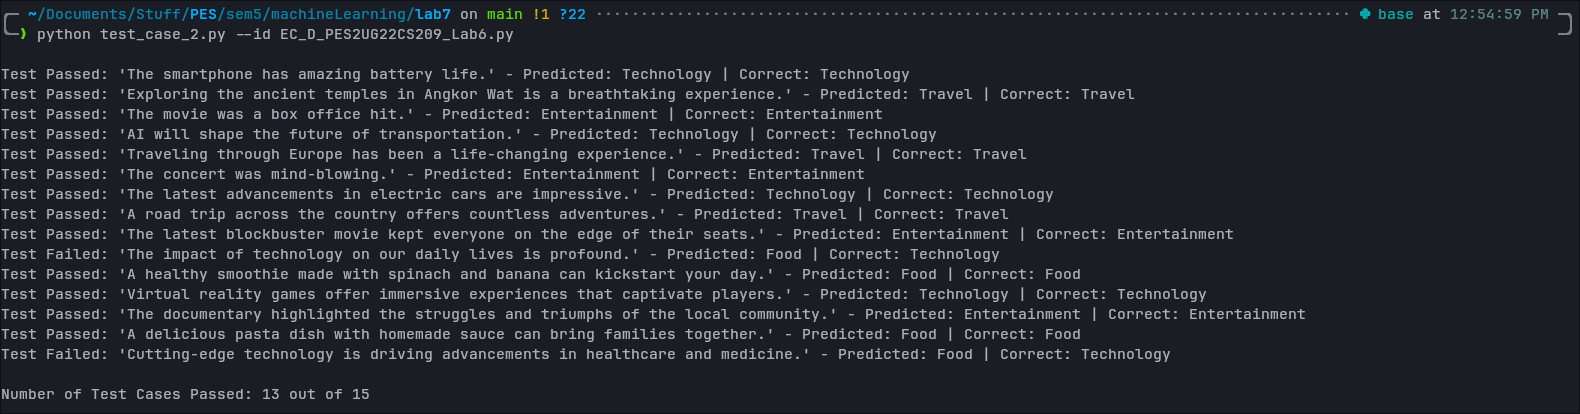 ~/Documents/Stuff/PES/sem5/machineLearning/lab7 on main !1 ?22 base at 12:54:59 PM
❯ python test_case_2.py --id EC_D_PES2UG22CS209_Lab6.py
Test Passed: 'The smartphone has amazing battery life.' - Predicted: Technology | Correct: Technology
Test Passed: 'Exploring the ancient temples in Angkor Wat is a breathtaking experience.' - Predicted: Travel | Correct: Travel
Test Passed: 'The movie was a box office hit.' - Predicted: Entertainment | Correct: Entertainment
Test Passed: 'AI will shape the future of transportation.' - Predicted: Technology | Correct: Technology
Test Passed: 'Traveling through Europe has been a life-changing experience.' - Predicted: Travel | Correct: Travel
Test Passed: 'The concert was mind-blowing.' - Predicted: Entertainment | Correct: Entertainment
Test Passed: 'The latest advancements in electric cars are impressive.' - Predicted: Technology | Correct: Technology
Test Passed: 'A road trip across the country offers countless adventures.' - Predicted: Travel | Correct: Travel
Test Passed: 'The latest blockbuster movie kept everyone on the edge of their seats.' - Predicted: Entertainment | Correct: Entertainment
Test Failed: 'The impact of technology on our daily lives is profound.' - Predicted: Food | Correct: Technology
Test Passed: 'A healthy smoothie made with spinach and banana can kickstart your day.' - Predicted: Food | Correct: Food
Test Passed: 'Virtual reality games offer immersive experiences that captivate players.' - Predicted: Technology | Correct: Technology
Test Passed: 'The documentary highlighted the struggles and triumphs of the local community.' - Predicted: Entertainment | Correct: Entertainment
Test Passed: 'A delicious pasta dish with homemade sauce can bring families together.' - Predicted: Food | Correct: Food
Test Failed: 'Cutting-edge technology is driving advancements in healthcare and medicine.' - Predicted: Food | Correct: Technology
Number of Test Cases Passed: 13 out of 15